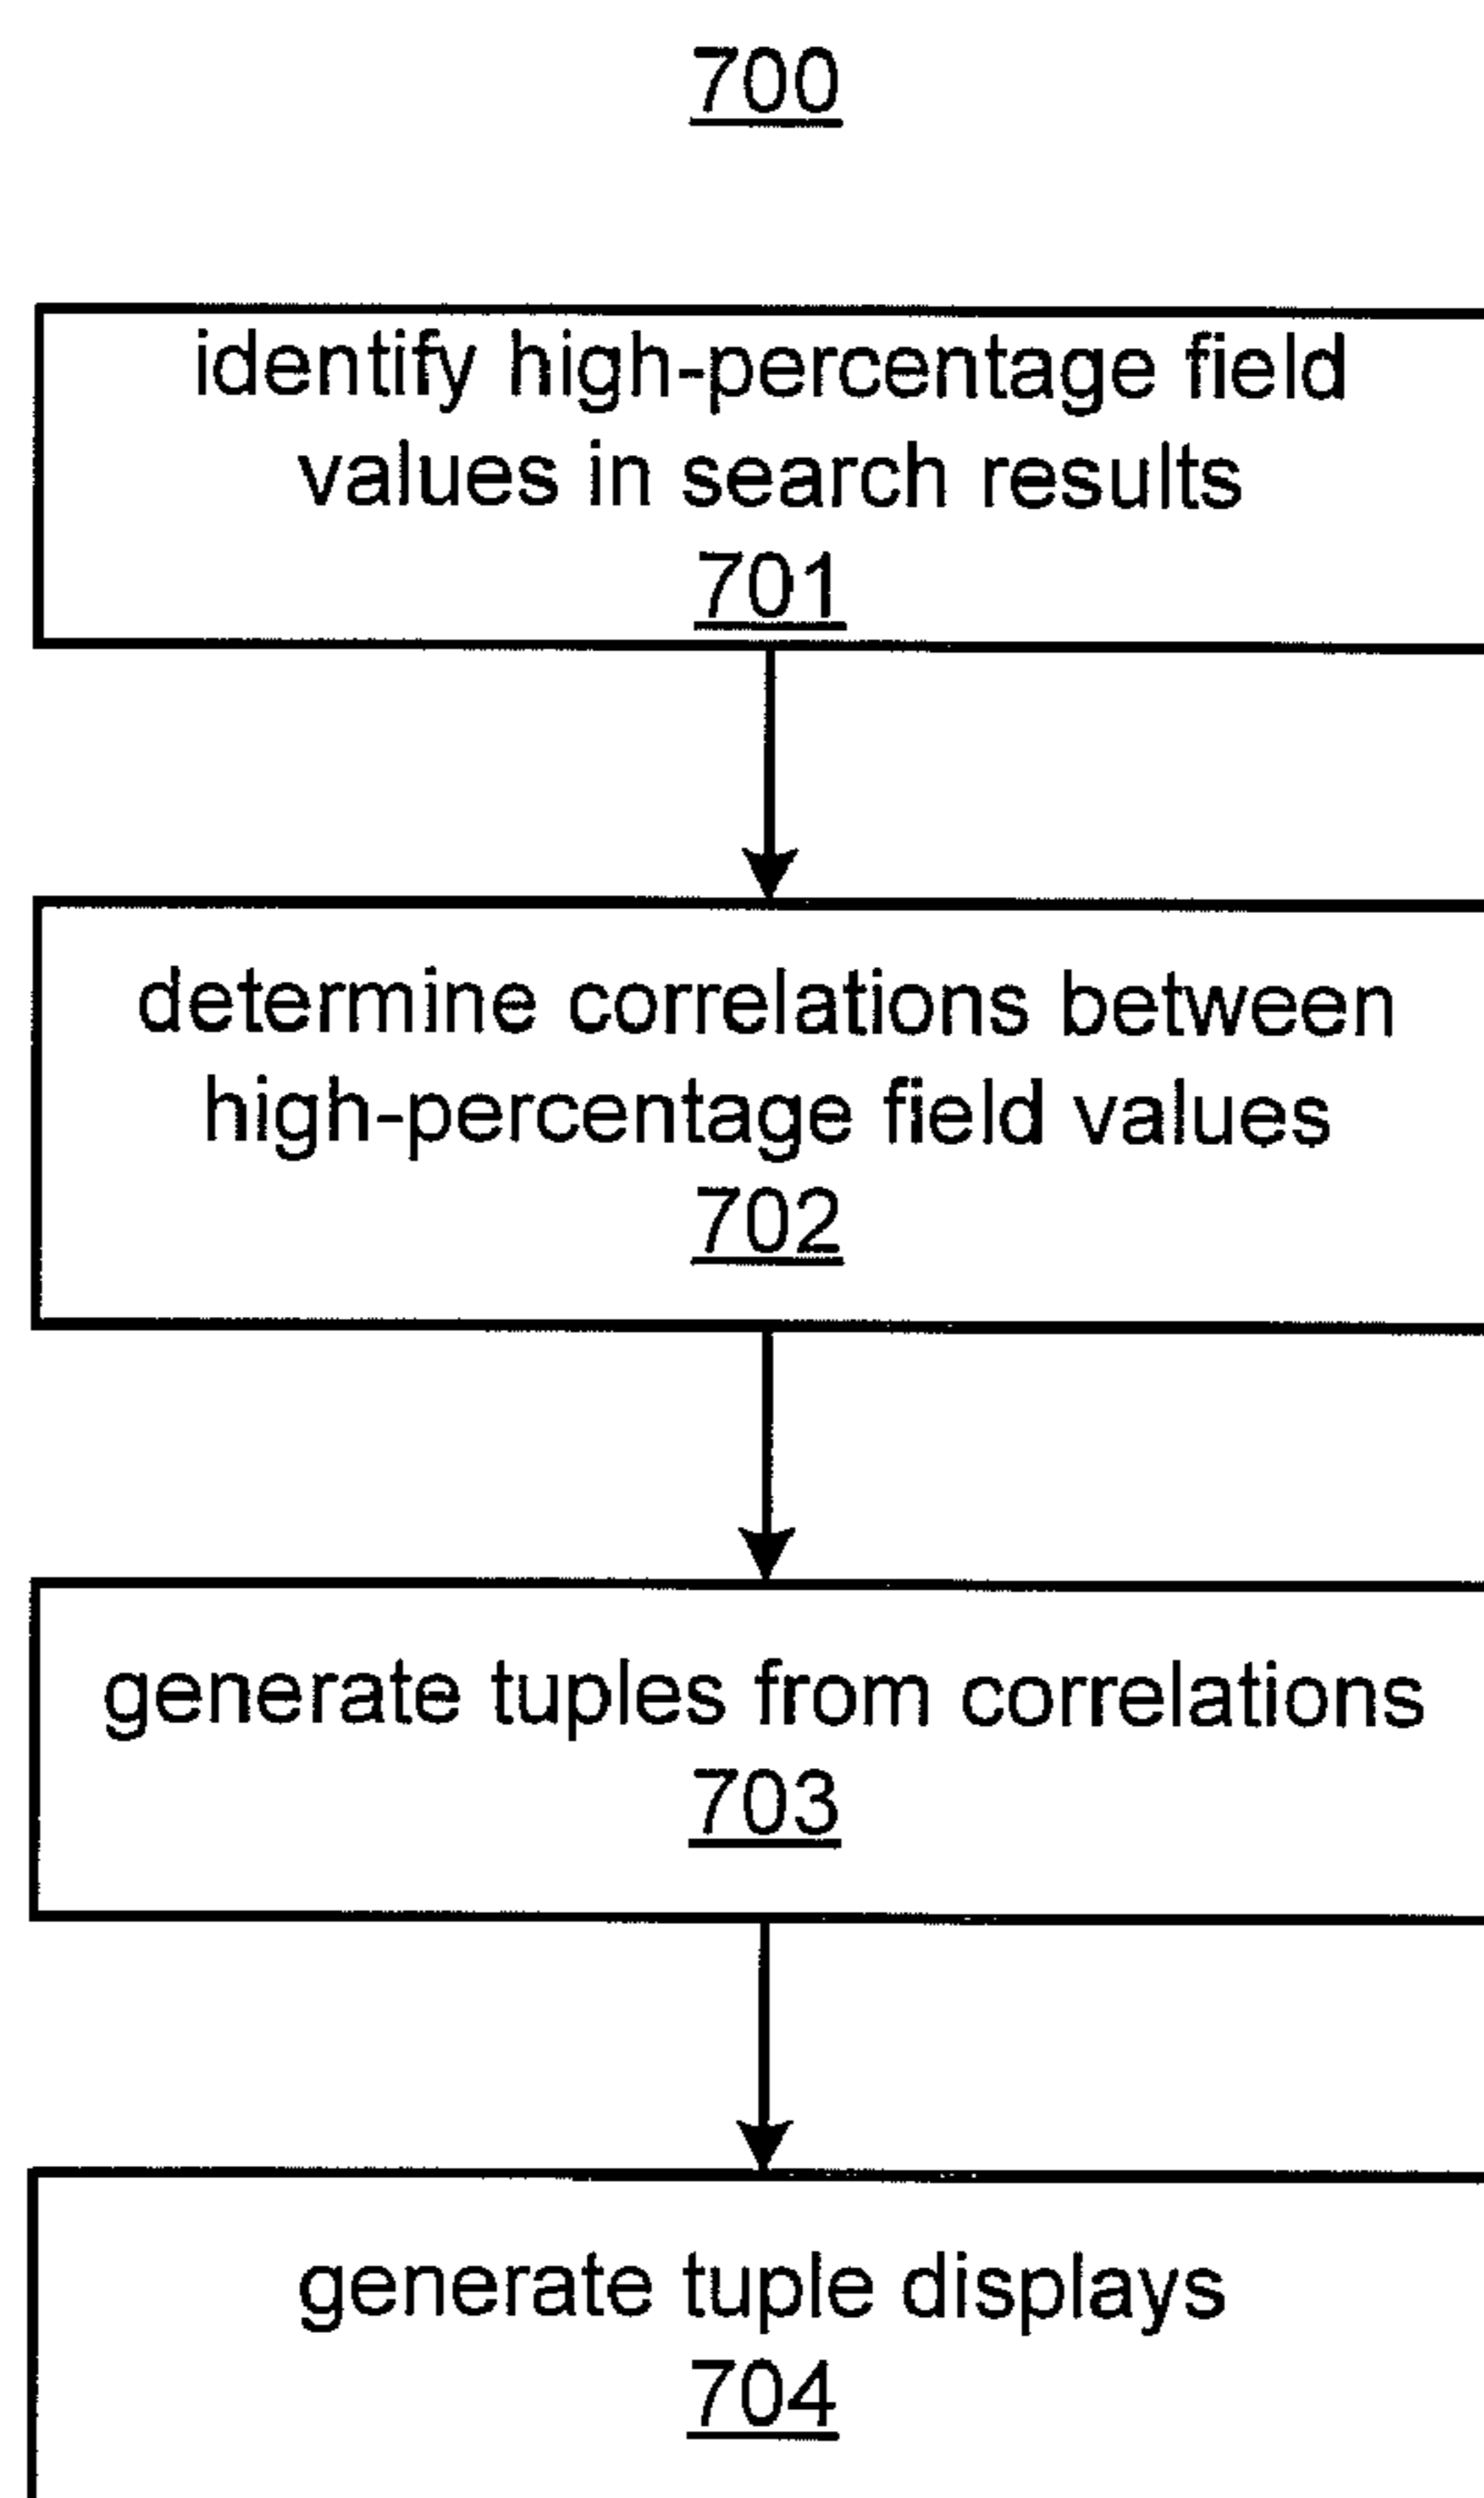 700
identify high-percentage field
values in search results
701
determine correlations between
high-percentage field values
702
generate tuples from correlations
703
generate tuple displays
704